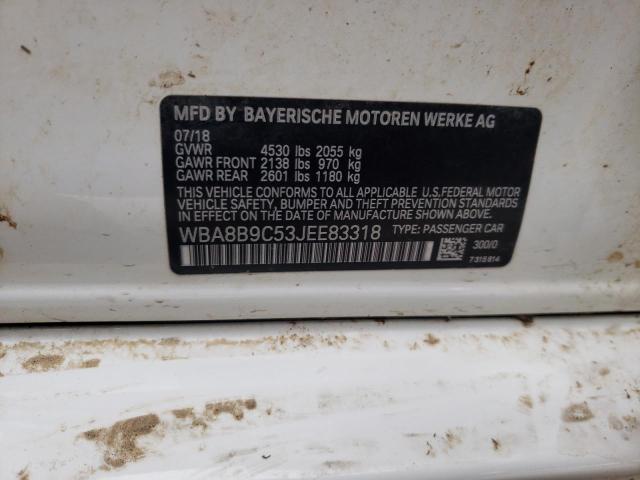 MFD BY BAYERISCHE MOTOREN WERKE AG
07/18
GVWR 4530 lbs 2055 kg
GAWR FRONT 2138 lbs 970 kg
GAWR REAR 2601 lbs 1180 kg
THIS VEHICLE CONFORMS TO ALL APPLICABLE U.S.FEDERAL MOTOR
VEHICLE SAFETY, BUMPER AND THEFT PREVENTION STANDARDS IN
EFFECT ON THE DATE OF MANUFACTURE SHOWN ABOVE.
WBA8B9C53JEE83318 TYPE: PASSENGER CAR
300/0
7315814